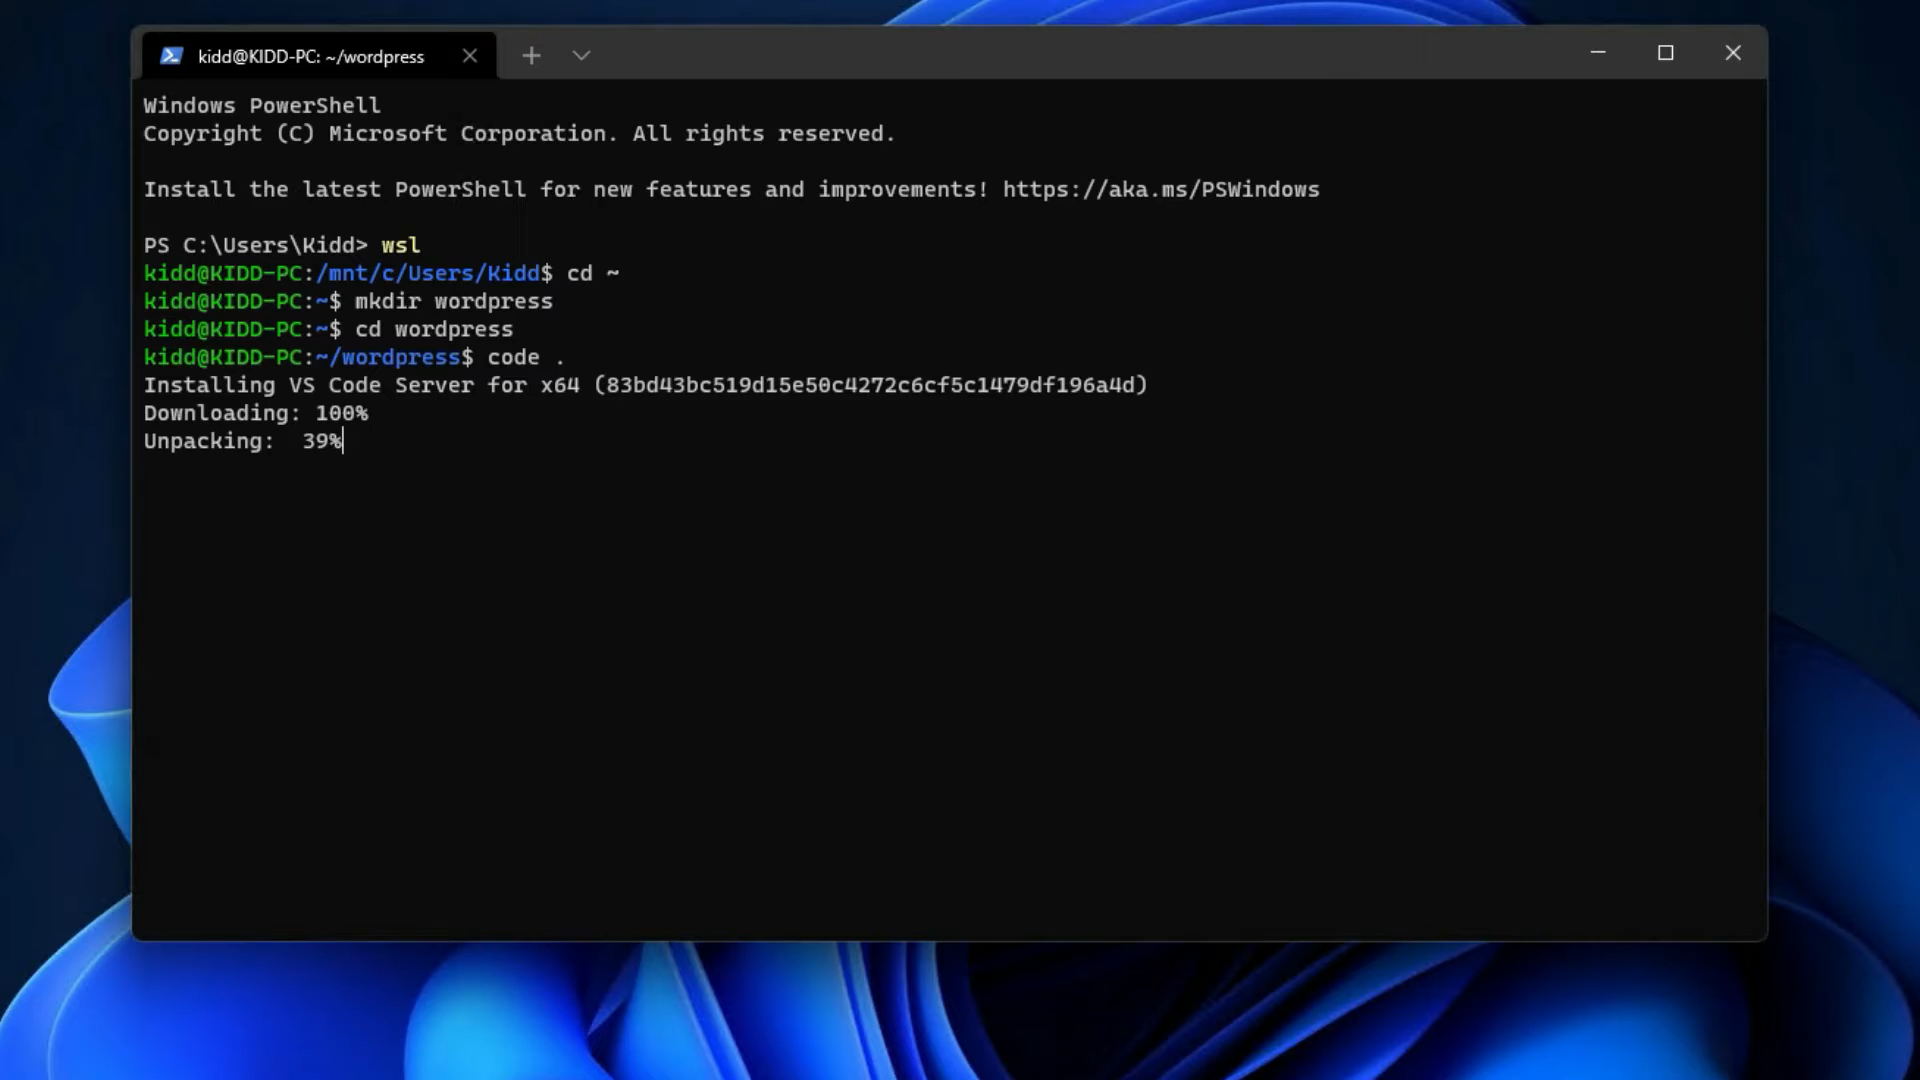 kidd@KIDD-PC: ~/wordpress
Windows PowerShell
Copyright (C) Microsoft Corporation. All rights reserved.
Install the latest PowerShell for new features and improvements! https://aka.ms/PSWindows
PS C:\Users\Kidd> wsl
kidd@KIDD-PC:/mnt/c/Users/Kidd$ cd ~
kidd@KIDD-PC:~$ mkdir wordpress
kidd@KIDD-PC:~$ cd wordpress
kidd@KIDD-PC:~/wordpress$ code .
Installing VS Code Server for x64 (83bd43bc519d15e50c4272c6cf5c1479df196a4d)
Downloading: 100%
Unpacking:  39%